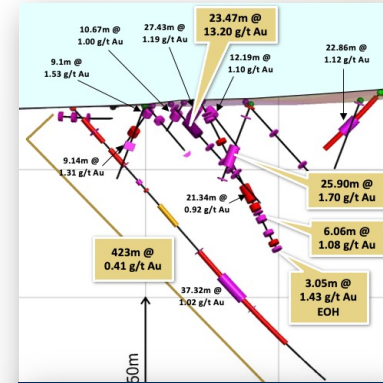 23.47m @
13.20 g/t Au
27.43m @
1.19 g/t Au
10.67m @
1.00 g/t Au
9.1m @
1.53 g/t Au
12.19m @
1.10 g/t Au
22.86m @
1.12 g/t Au
9.14m @
1.31 g/t Au
25.90m @
1.70 g/t Au
21.34m @
0.92 g/t Au
6.06m @
1.08 g/t Au
423m @
0.41 g/t Au
3.05m @
1.43 g/t Au
EOH
37.32m @
1.02 g/t Au
50m